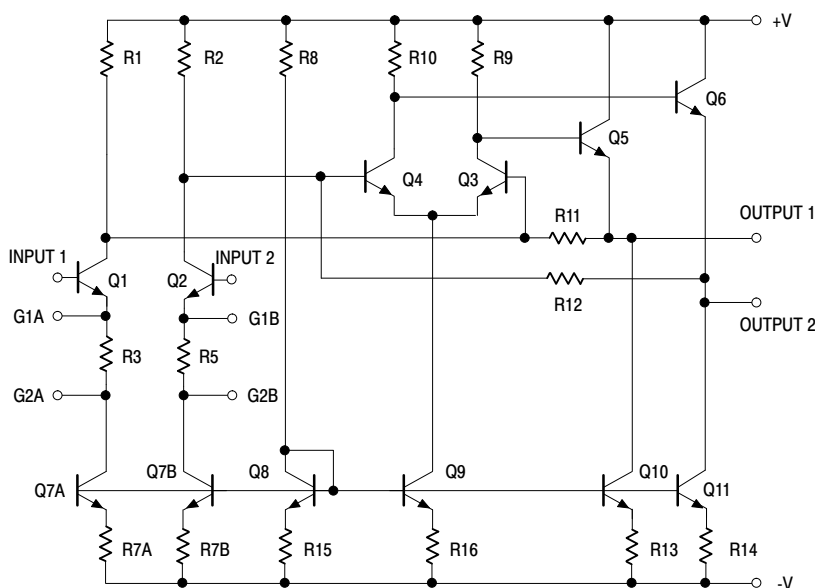 +V
R1
R2
R8
R10
R9
Q6
Q5
Q4
Q3
R11
OUTPUT 1
INPUT 1
Q1
Q2
INPUT 2
R12
OUTPUT 2
G1A
G1B
R3
R5
G2A
G2B
Q7A
Q7B
Q8
Q9
Q10
Q11
R7A
R7B
R15
R16
R13
R14
-V